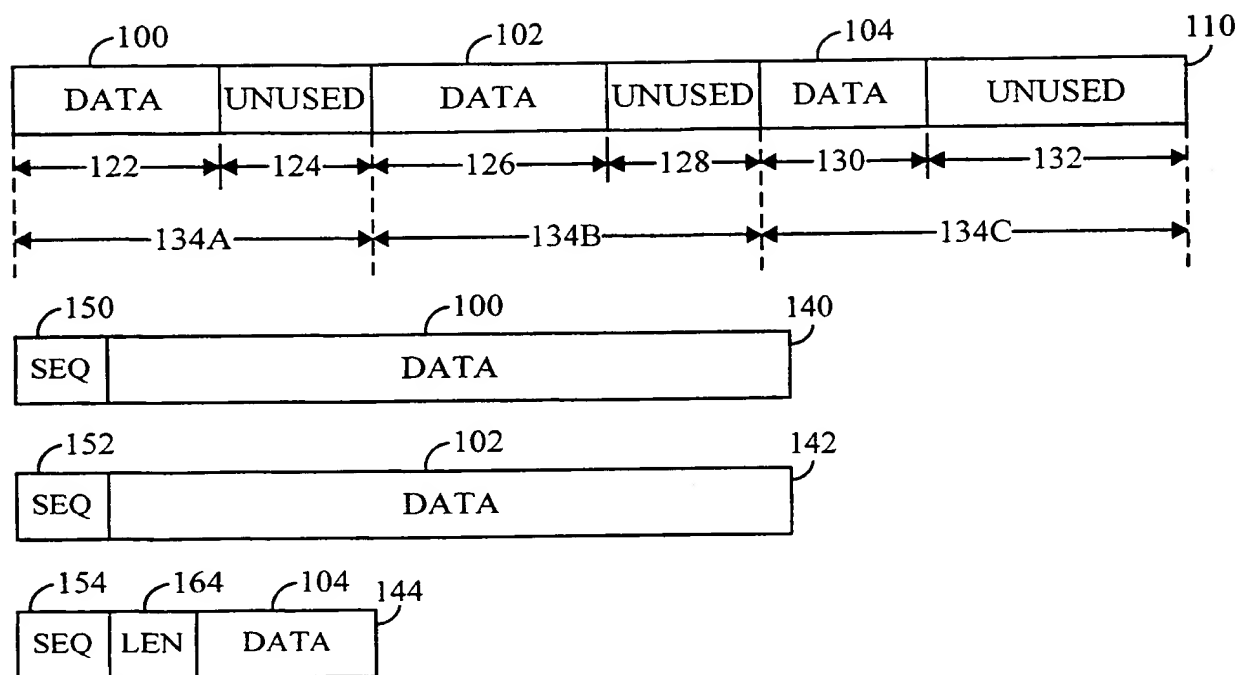 100 102 104 110
DATA UNUSED DATA UNUSED DATA UNUSED
122 124 126 128 130 132
134A 134B 134C
150 100 140
SEQ DATA
152 102 142
SEQ DATA
154 164 104 144
SEQ LEN DATA